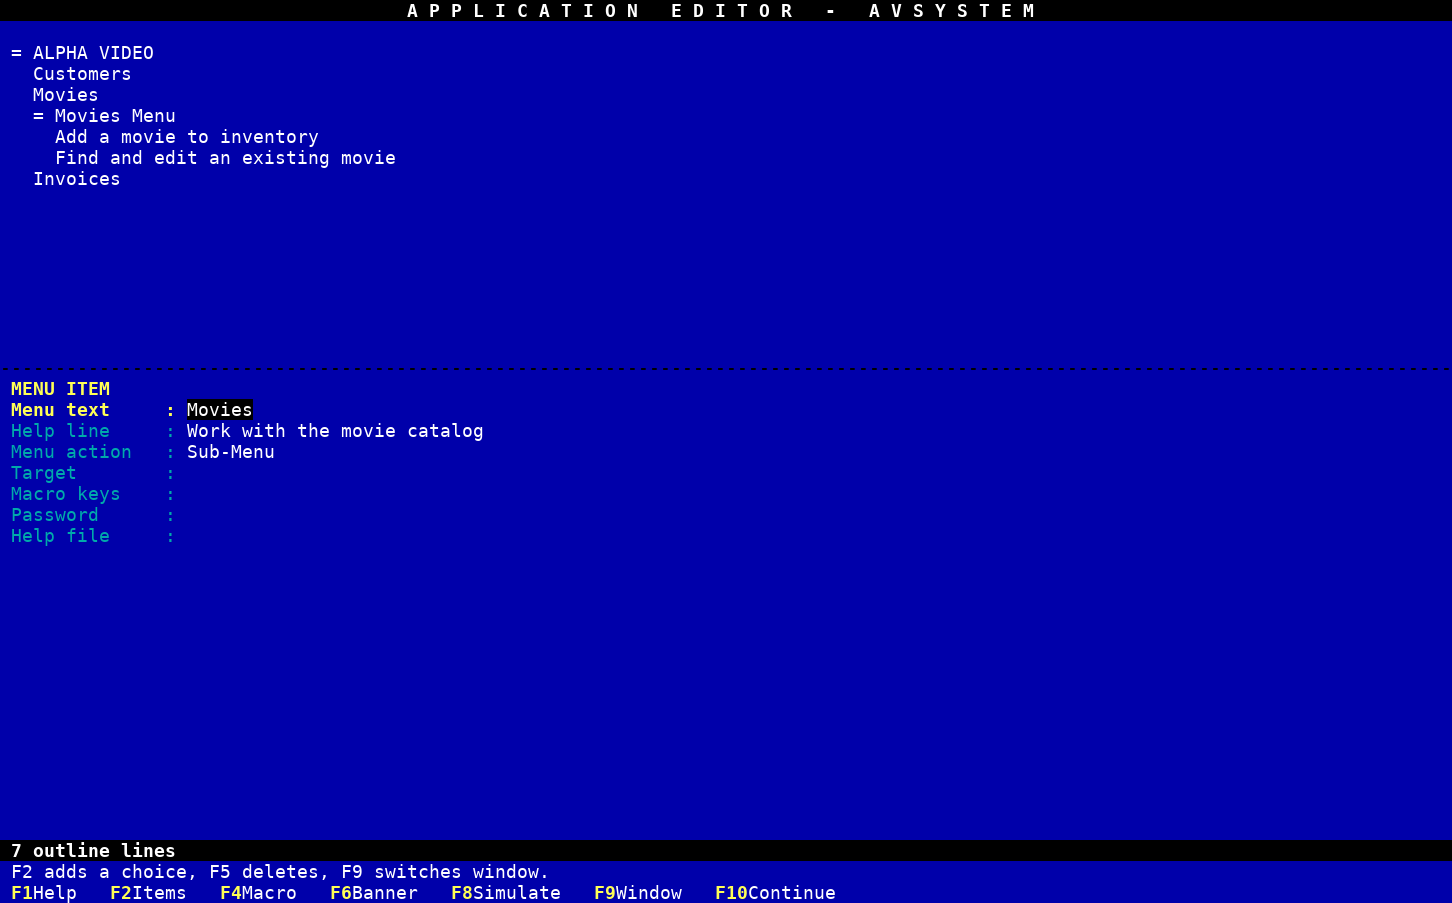 A P P L I C A T I O N   E D I T O R   -   A V S Y S T E M
= ALPHA VIDEO
Customers
Movies
= Movies Menu
Add a movie to inventory
Find and edit an existing movie
Invoices
MENU ITEM
Menu text     : Movies
Help line     : Work with the movie catalog
Menu action   : Sub-Menu
Target        :
Macro keys    :
Password      :
Help file     :
7 outline lines
F2 adds a choice, F5 deletes, F9 switches window.
F1Help   F2Items   F4Macro   F6Banner   F8Simulate   F9Window   F10Continue